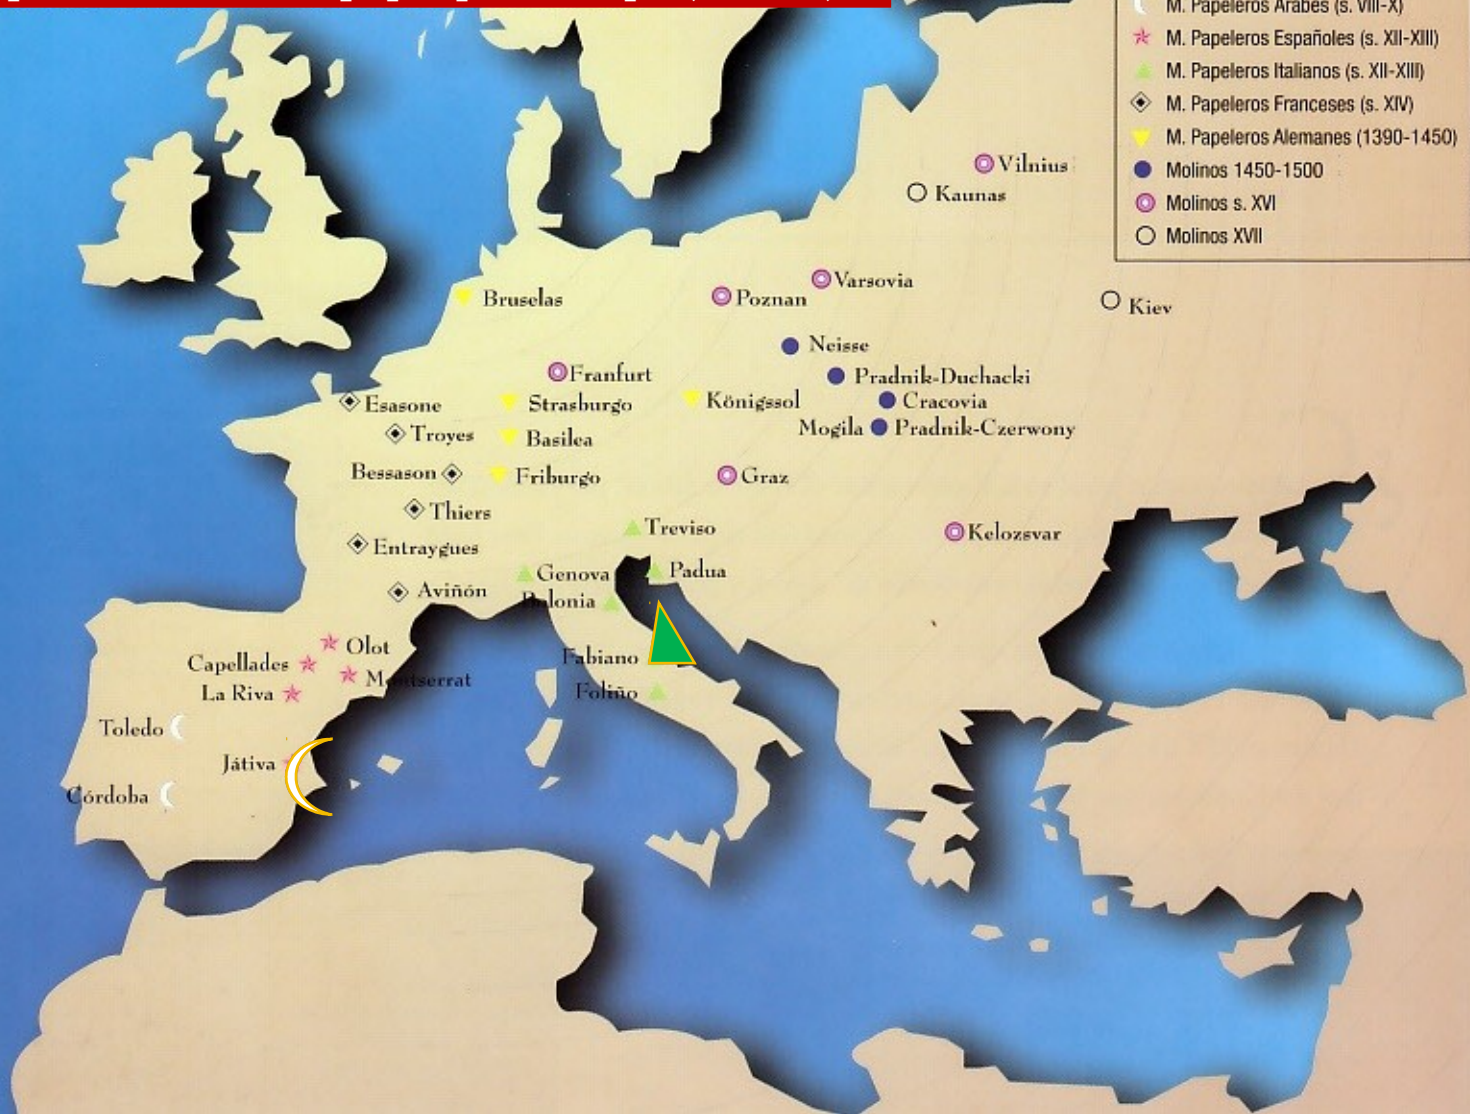 M. Papeleros Árabes (s. VIII-X)
M. Papeleros Españoles (s. XII-XIII)
M. Papeleros Italianos (s. XII-XIII)
M. Papeleros Franceses (s. XIV)
M. Papeleros Alemanes (1390-1450)
Molinos 1450-1500
Molinos s. XVI
Molinos XVII
Vilnius
Kaunas
Varsovia
Bruselas
Poznan
Kiev
Neisse
Franfurt
Pradnik-Duchacki
Esasone
Strasburgo
Königssol
Cracovia
Troyes
Basilea
Mogila
Pradnik-Czerwony
Bessason
Friburgo
Graz
Thiers
Treviso
Kelozsvar
Entraygues
Genova
Padua
Aviñón
Bolonia
Olot
Capellades
Fabiano
Montserrat
La Riva
Foliño
Toledo
Játiva
Córdoba